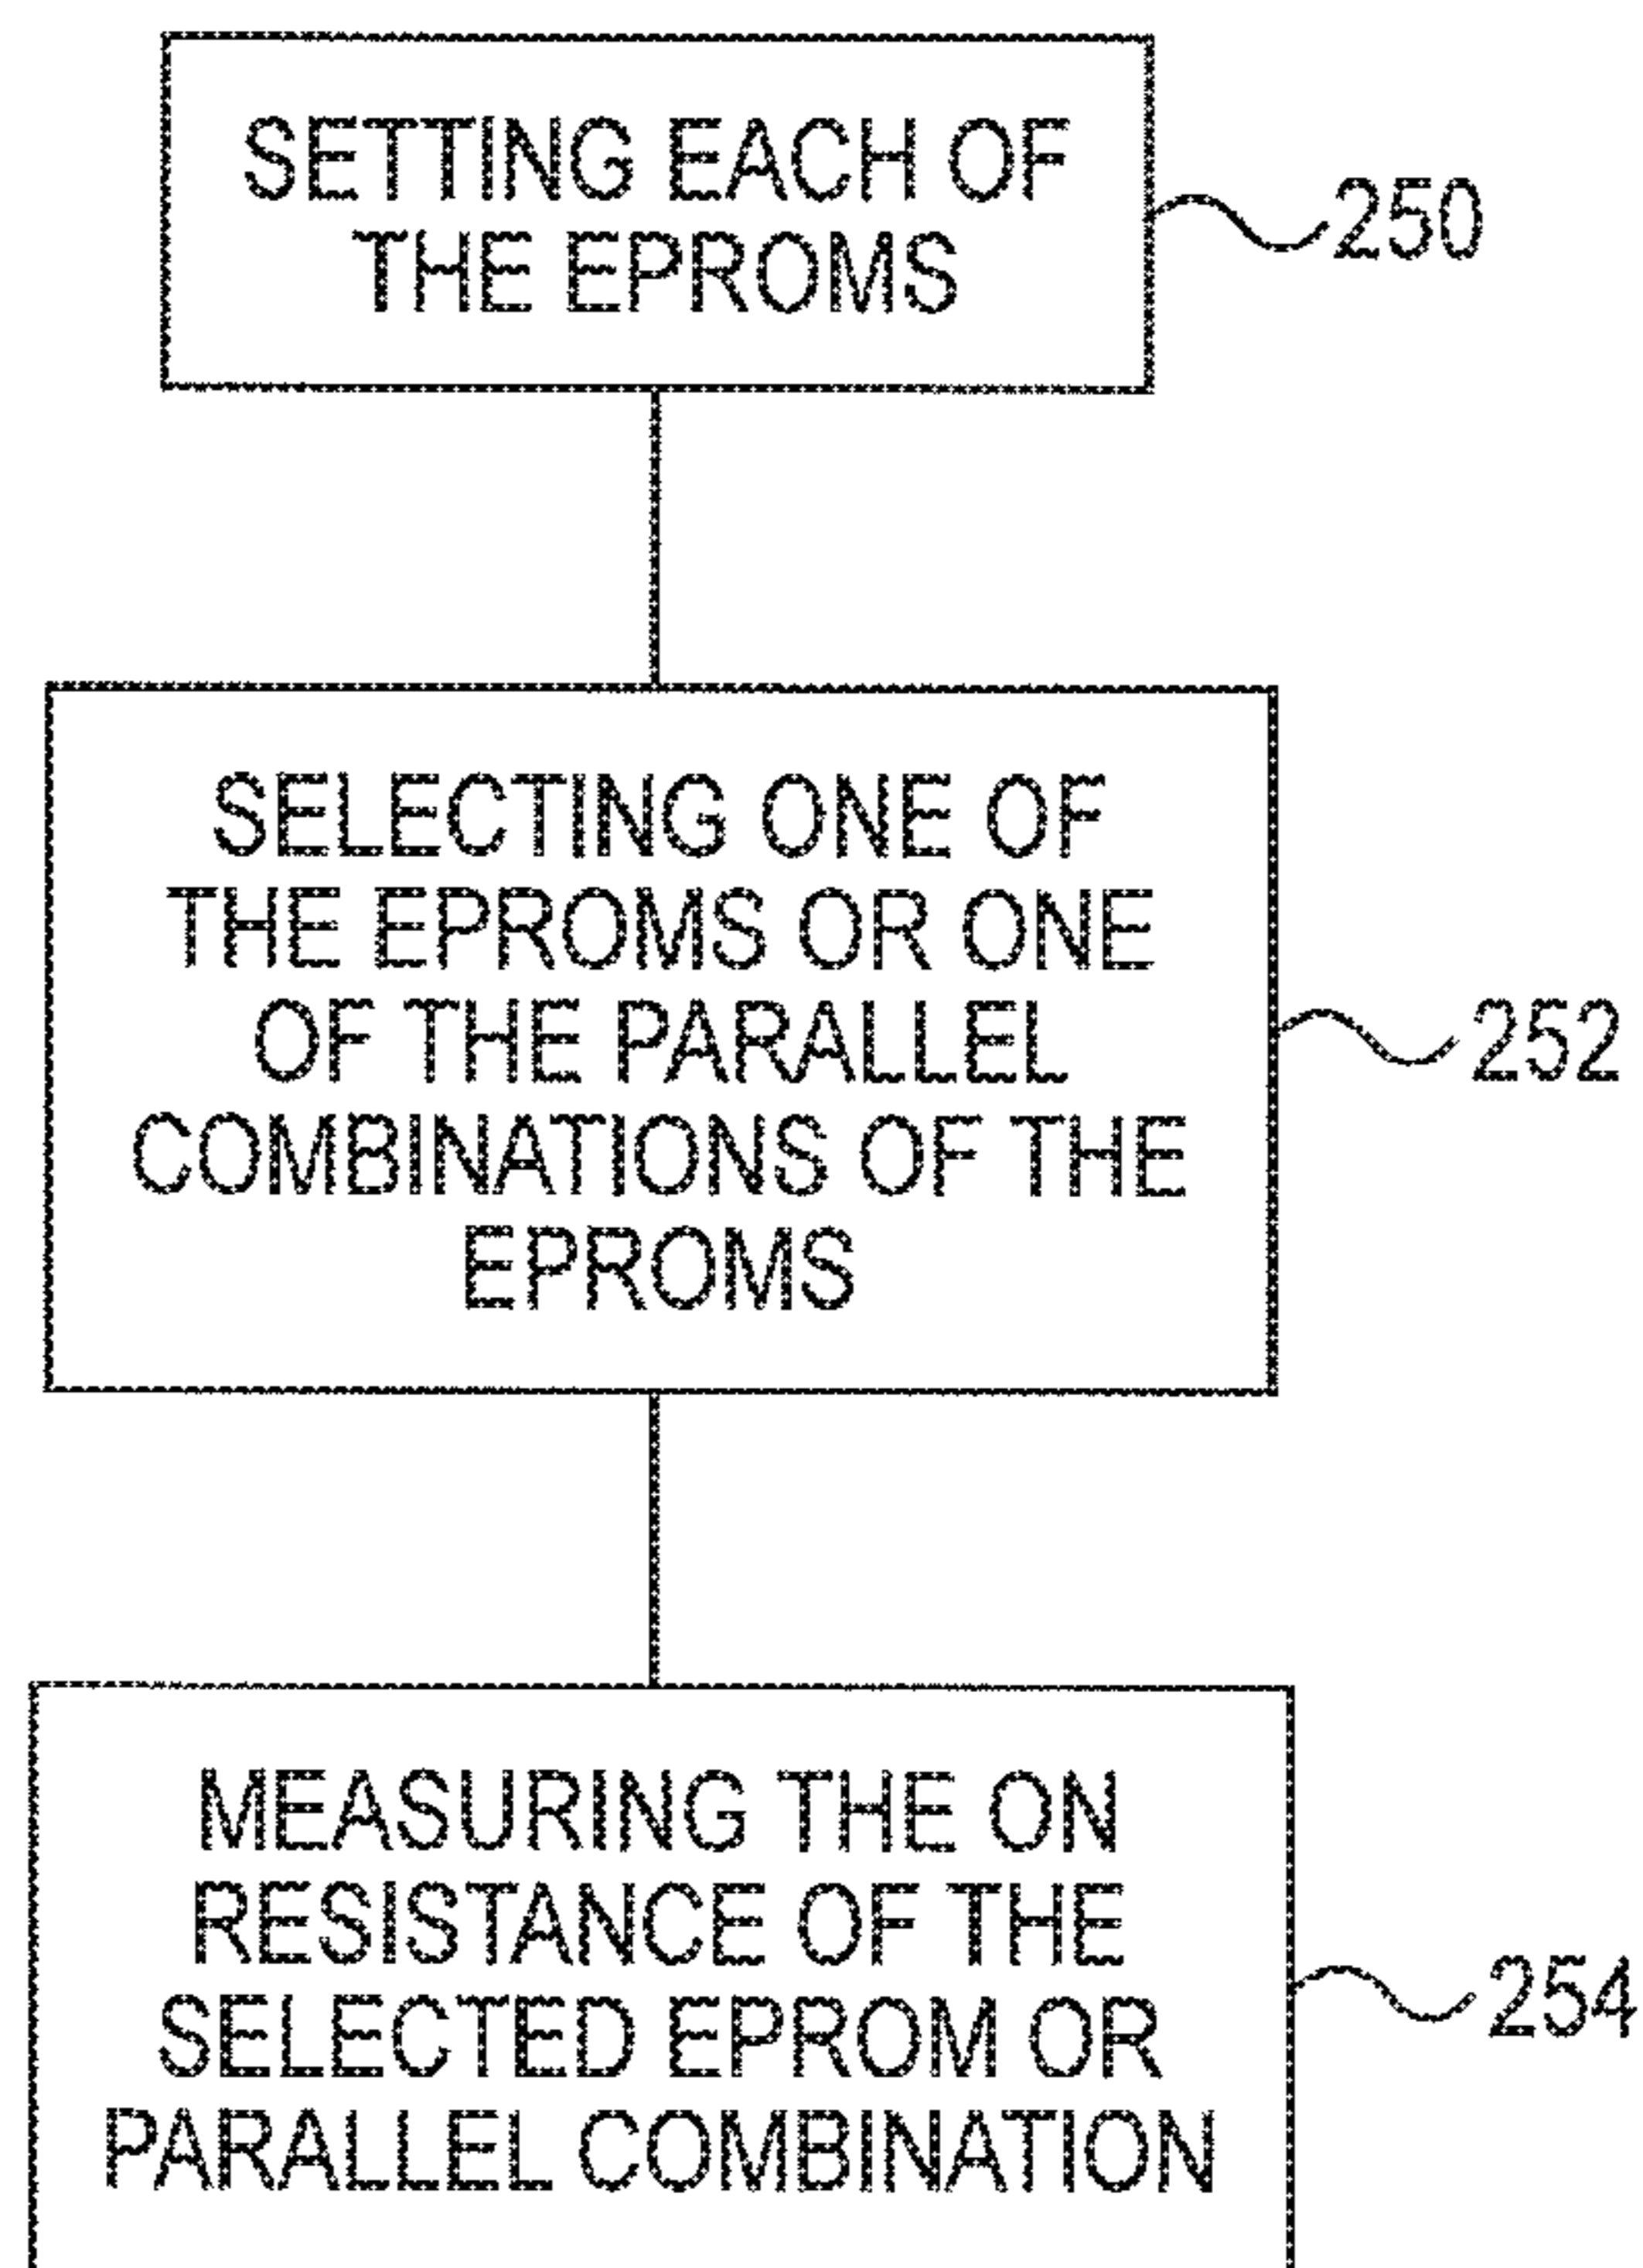 SETTING EACH OF
THE EPROMS
250
SELECTING ONE OF
THE EPROMS OR ONE
OF THE PARALLEL
COMBINATIONS OF THE
EPROMS
252
MEASURING THE ON
RESISTANCE OF THE
SELECTED EPROM OR
PARALLEL COMBINATION
254